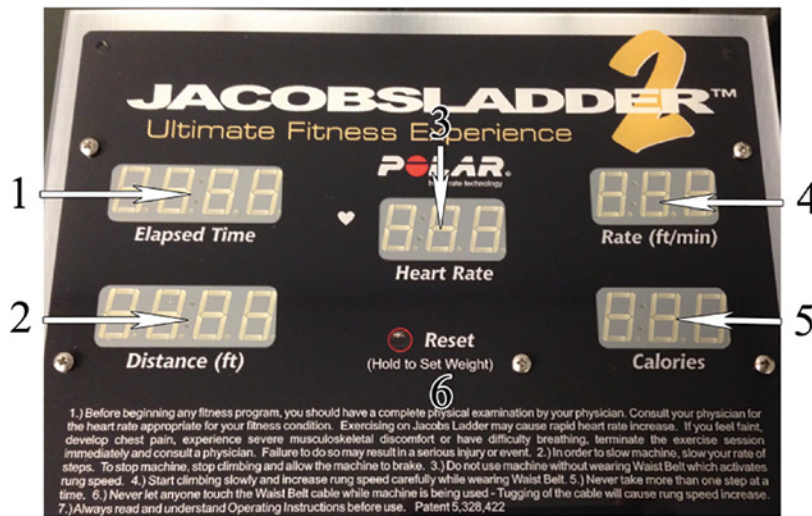 JACOBSLADDER™ 2
Ultimate Fitness Experience
3
POLAR®
heart rate technology
1
4
Elapsed Time
Rate (ft/min)
Heart Rate
2
5
Distance (ft)
Reset
Calories
(Hold to Set Weight)
6
1.) Before beginning any fitness program, you should have a complete physical examination by your physician. Consult your physician for
the heart rate appropriate for your fitness condition. Exercising on Jacobs Ladder may cause rapid heart rate increase. If you feel faint,
develop chest pain, experience severe musculoskeletal discomfort or have difficulty breathing, terminate the exercise session
immediately and consult a physician. Failure to do so may result in a serious injury or event. 2.) In order to slow machine, slow your rate of
steps. To stop machine, stop climbing and allow the machine to brake. 3.) Do not use machine without wearing Waist Belt which activates
rung speed. 4.) Start climbing slowly and increase rung speed carefully while wearing Waist Belt. 5.) Never take more than one step at a
time. 6.) Never let anyone touch the Waist Belt cable while machine is being used - Tugging of the cable will cause rung speed increase.
7.) Always read and understand Operating Instructions before use. Patent 5,328,422